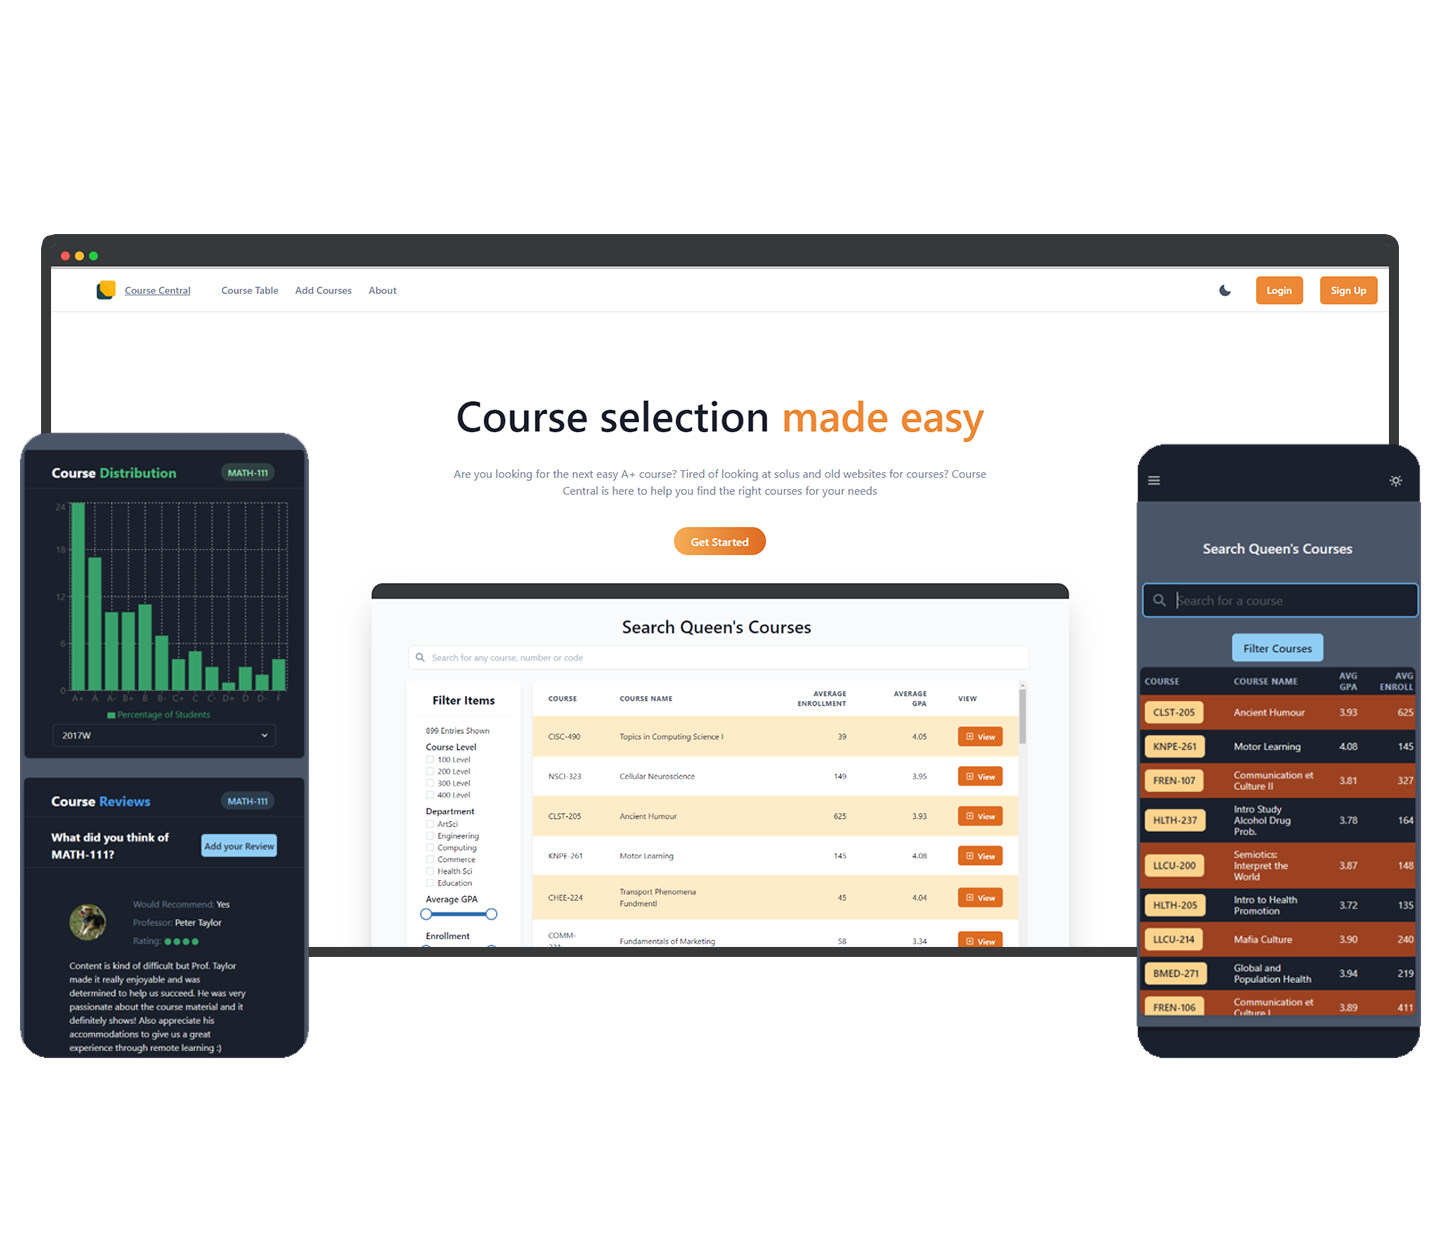 Course Central
Course Table
Add Courses
About
Login
Sign Up
Course selection made easy
Are you looking for the next easy A+ course? Tired of looking at solus and old websites for courses? Course
Central is here to help you find the right courses for your needs
Get Started
Search Queen's Courses
Search for any course, number or code
Filter Items
899 Entries Shown
Course Level
100 Level
200 Level
300 Level
400 Level
Department
ArtSci
Engineering
Computing
Commerce
Health Sci
Education
Average GPA
Enrollment
COURSE COURSE NAME AVERAGE ENROLLMENT AVERAGE GPA VIEW
CISC-490 Topics in Computing Science I 39 4.05 View
NSCI-323 Cellular Neuroscience 149 3.95 View
CLST-205 Ancient Humour 625 3.93 View
KNPE-261 Motor Learning 145 4.08 View
CHEE-224 Transport Phenomena Fundmentl 45 4.04 View
COMM- Fundamentals of Marketing 58 3.34 View
Course Distribution MATH-111
24
18
12
6
0
A+ A A- B+ B B- C+ C C- D+ D D- F
Percentage of Students
2017W
Course Reviews MATH-111
What did you think of
MATH-111?
Add your Review
Would Recommend: Yes
Professor: Peter Taylor
Rating:
Content is kind of difficult but Prof. Taylor
made it really enjoyable and was
determined to help us succeed. He was very
passionate about the course material and it
definitely shows! Also appreciate his
accommodations to give us a great
experience through remote learning :)
Search Queen's Courses
Search for a course
Filter Courses
COURSE COURSE NAME AVG GPA AVG ENROLL
CLST-205 Ancient Humour 3.93 625
KNPE-261 Motor Learning 4.08 145
FREN-107 Communication et Culture II 3.81 327
HLTH-237 Intro Study Alcohol Drug Prob. 3.78 164
LLCU-200 Semiotics: Interpret the World 3.87 148
HLTH-205 Intro to Health Promotion 3.72 135
LLCU-214 Mafia Culture 3.90 240
BMED-271 Global and Population Health 3.94 219
FREN-106 Communication et Culture I 3.89 411